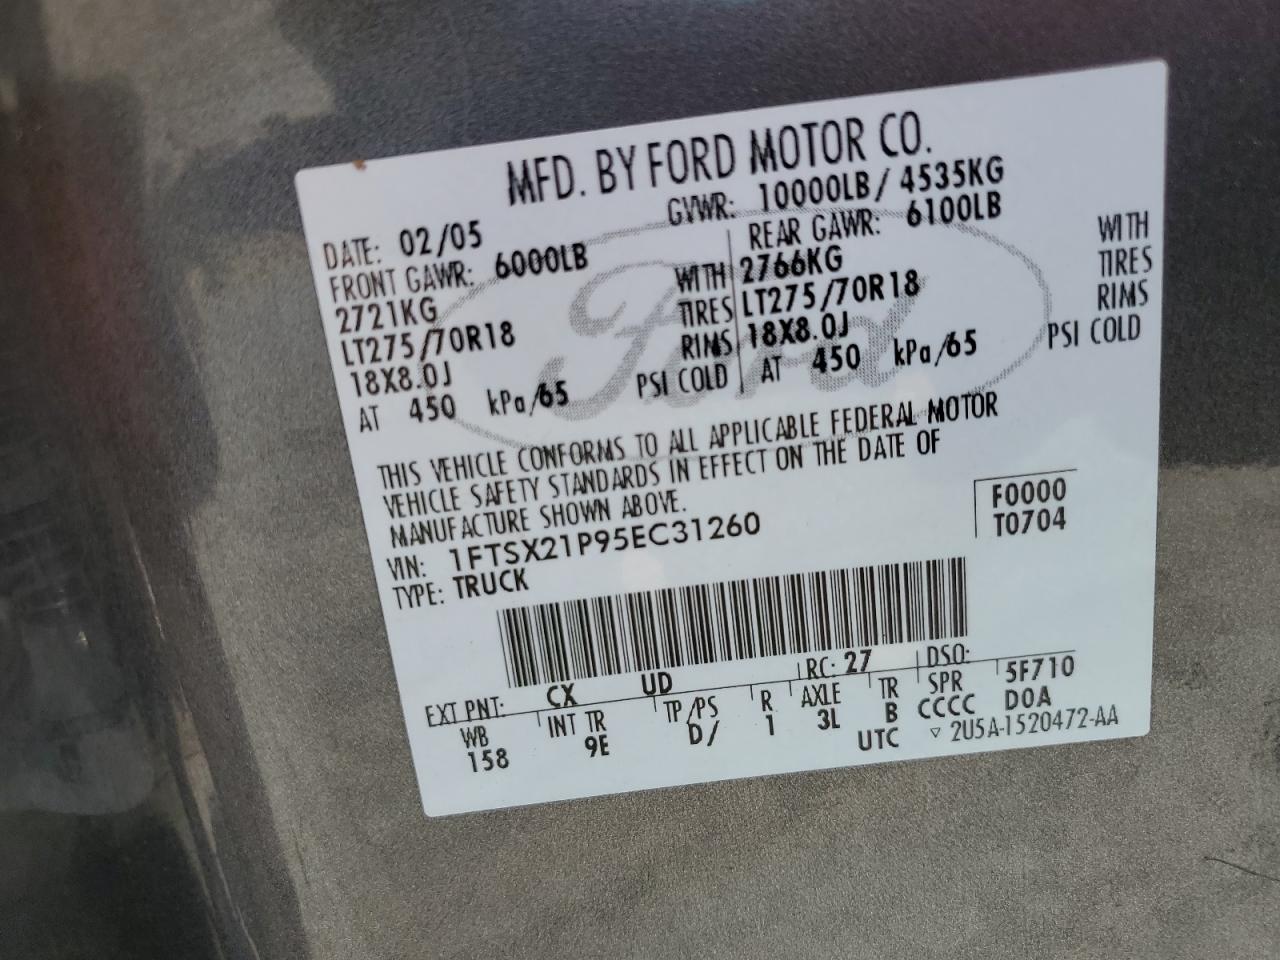 MFD. BY FORD MOTOR CO.
DATE: 02/05 GVWR: 10000LB / 4535KG
FRONT GAWR: 6000LB REAR GAWR: 6100LB
2721KG WITH 2766KG WITH
LT275/70R18 TIRES LT275/70R18 TIRES
18X8.0J RIMS 18X8.0J RIMS
AT 450 kPa/65 PSI COLD AT 450 kPa/65 PSI COLD
Ford
THIS VEHICLE CONFORMS TO ALL APPLICABLE FEDERAL MOTOR
VEHICLE SAFETY STANDARDS IN EFFECT ON THE DATE OF
MANUFACTURE SHOWN ABOVE.
VIN: 1FTSX21P95EC31260 F0000
TYPE: TRUCK T0704
EXT PNT: CX UD RC: 27 DSO:
WB INT TR TP/PS R AXLE TR SPR 5F710
158 9E D/ 1 3L B CCCC DOA
UTC ▽ 2U5A-1520472-AA